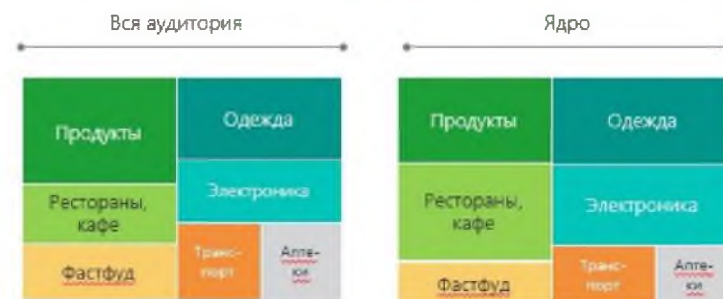 Вся аудитория
Продукты
Одежда
Рестораны,
кафе
Электроника
Фастфуд
Транс-
порт
Апте-
ки
Ядро
Продукты
Одежда
Рестораны,
кафе
Электроника
Фастфуд
Транс-
порт
Апте-
ки